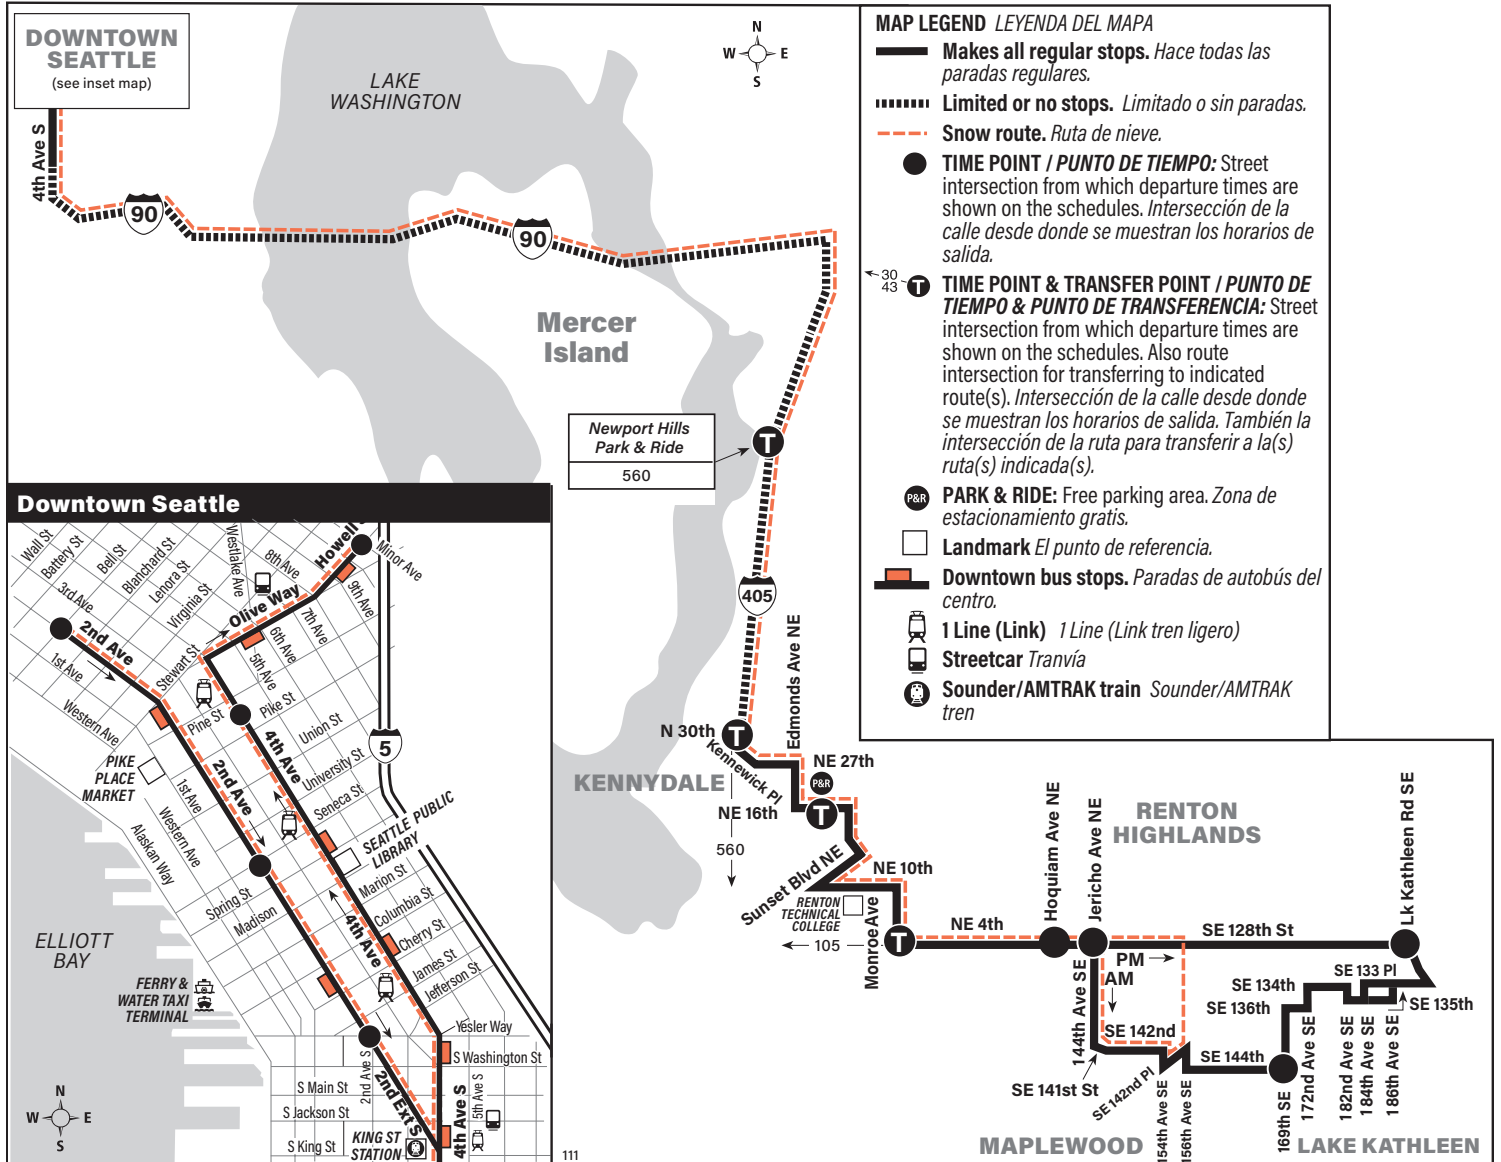 DOWNTOWN
SEATTLE
(see inset map)
4th Ave S
90
LAKE
WASHINGTON
N
W E
S
90
Mercer
Island
Newport Hills
Park & Ride
560
T
405
Edmonds Ave NE
N 30th
T
Kennewick Pl
KENNYDALE
NE 27th
P&R
NE 16th
T
560
Sunset Blvd NE
NE 10th
RENTON
TECHNICAL
COLLEGE
105
T
Monroe Ave
NE 4th
Hoquiam Ave NE
Jericho Ave NE
RENTON
HIGHLANDS
Lk Kathleen Rd SE
SE 128th St
PM
AM
144th Ave SE
SE 142nd
SE 141st St
SE 142nd Pl
154th Ave SE
156th Ave SE
SE 144th
169th SE
SE 136th
SE 134th
SE 133 Pl
SE 135th
172nd Ave SE
182nd Ave SE
184th Ave SE
186th Ave SE
MAPLEWOOD
LAKE KATHLEEN
MAP LEGEND LEYENDA DEL MAPA
Makes all regular stops. Hace todas las
paradas regulares.
Limited or no stops. Limitado o sin paradas.
Snow route. Ruta de nieve.
TIME POINT / PUNTO DE TIEMPO: Street
intersection from which departure times are
shown on the schedules. Intersección de la
calle desde donde se muestran los horarios de
salida.
30
43
T
TIME POINT & TRANSFER POINT / PUNTO DE
TIEMPO & PUNTO DE TRANSFERENCIA: Street
intersection from which departure times are
shown on the schedules. Also route
intersection for transferring to indicated
route(s). Intersección de la calle desde donde
se muestran los horarios de salida. También la
intersección de la ruta para transferir a la(s)
ruta(s) indicada(s).
P&R
PARK & RIDE: Free parking area. Zona de
estacionamiento gratis.
Landmark El punto de referencia.
Downtown bus stops. Paradas de autobús del
centro.
1 Line (Link) 1 Line (Link tren ligero)
Streetcar Tranvía
Sounder/AMTRAK train Sounder/AMTRAK
tren
Downtown Seattle
Wall St
Battery St
Bell St
Blanchard St
Lenora St
Virginia St
Westlake Ave
8th Ave
Howell
Minor Ave
9th Ave
3rd Ave
2nd Ave
1st Ave
Western Ave
Stewart St
Olive Way
7th Ave
6th Ave
5th Ave
Pine St
Pike St
Union St
University St
Seneca St
5
PIKE
PLACE
MARKET
2nd Ave
4th Ave
1st Ave
Western Ave
Alaskan Way
SEATTLE PUBLIC
LIBRARY
Marion St
Columbia St
Cherry St
James St
Jefferson St
Spring St
Madison
4th Ave
ELLIOTT
BAY
FERRY &
WATER TAXI
TERMINAL
Yesler Way
S Washington St
2nd Ave S
S Main St
S Jackson St
S King St
2nd Ext S
4th Ave S
5th Ave S
KING ST
STATION
N
W E
S
111